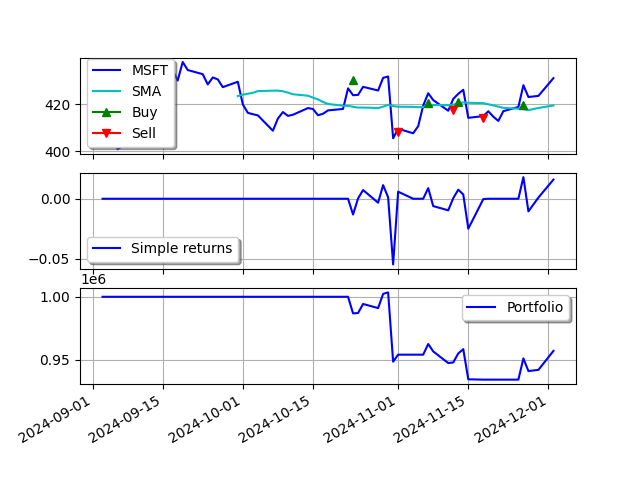 MSFT
SMA
Buy
Sell
420
400
0.00
−0.05
Simple returns
1e6
1.00
0.95
Portfolio
2024-09-01
2024-09-15
2024-10-01
2024-10-15
2024-11-01
2024-11-15
2024-12-01